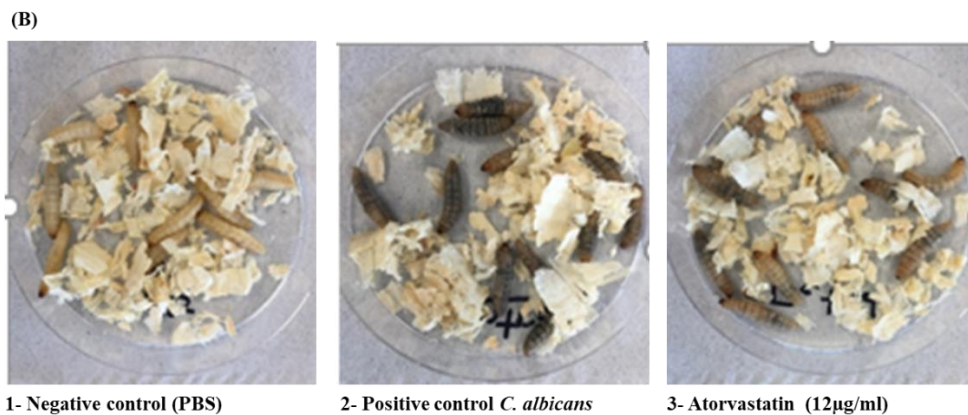 (B)
1- Negative control (PBS)
2- Positive control C. albicans
3- Atorvastatin (12µg/ml)